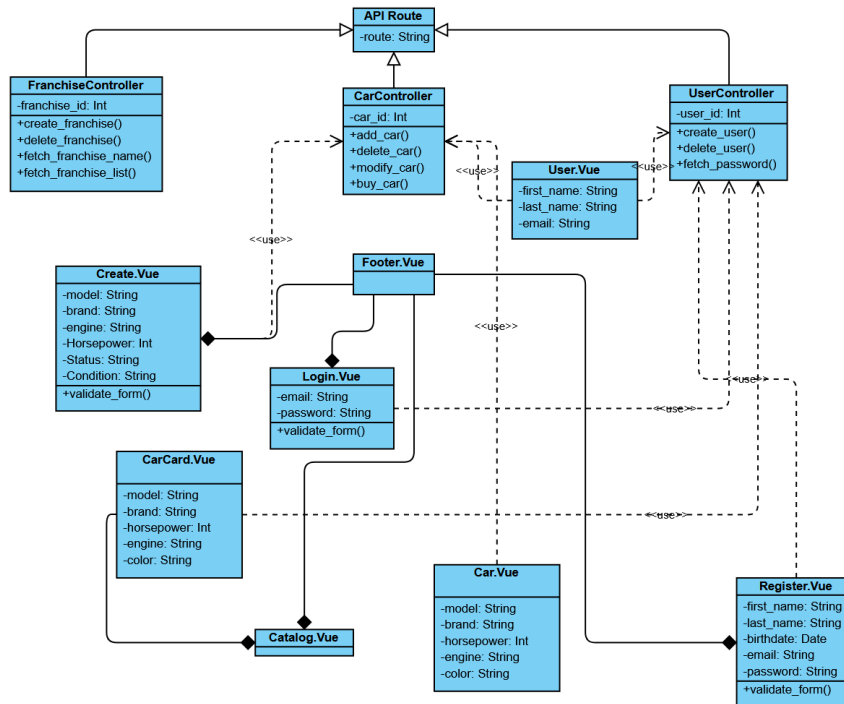 API Route
-route: String
FranchiseController
-franchise_id: Int
+create_franchise()
+delete_franchise()
+fetch_franchise_name()
+fetch_franchise_list()
CarController
-car_id: Int
+add_car()
+delete_car()
+modify_car()
+buy_car()
UserController
-user_id: Int
+create_user()
+delete_user()
+fetch_password()
User.Vue
-first_name: String
-last_name: String
-email: String
<<use>>
<<use>>
<<use>>
Footer.Vue
Create.Vue
-model: String
-brand: String
-engine: String
-Horsepower: Int
-Status: String
-Condition: String
+validate_form()
<<use>>
Login.Vue
-email: String
-password: String
+validate_form()
<<use>>
<<use>>
CarCard.Vue
-model: String
-brand: String
-horsepower: Int
-engine: String
-color: String
<<use>>
Catalog.Vue
Car.Vue
-model: String
-brand: String
-horsepower: Int
-engine: String
-color: String
Register.Vue
-first_name: String
-last_name: String
-birthdate: Date
-email: String
-password: String
+validate_form()